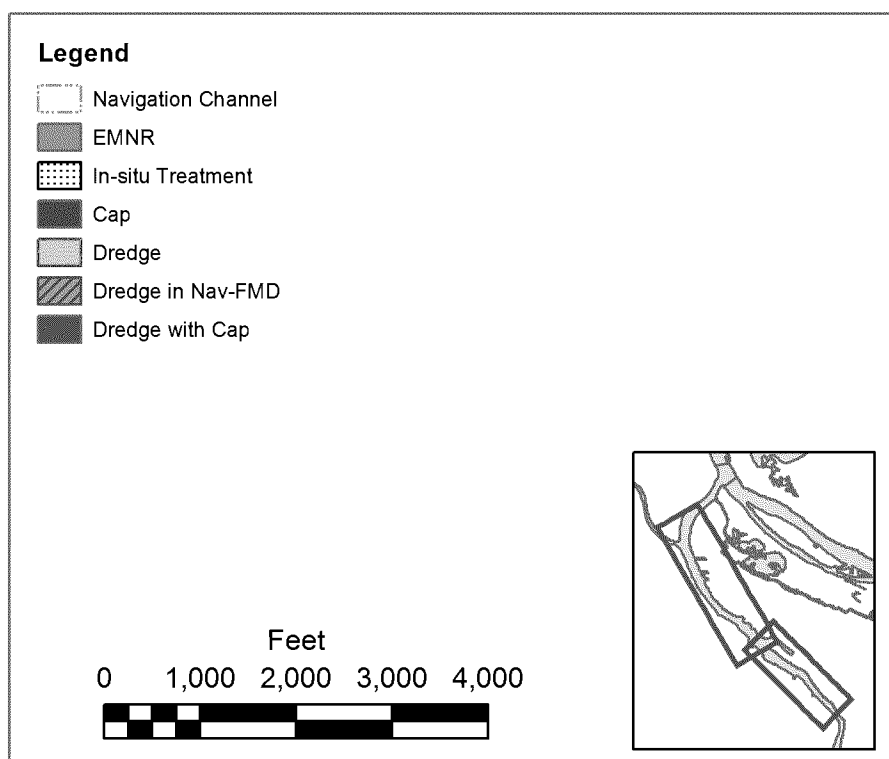 Legend
Navigation Channel
EMNR
In-situ Treatment
Cap
Dredge
Dredge in Nav-FMD
Dredge with Cap
Feet
0 1,000 2,000 3,000 4,000